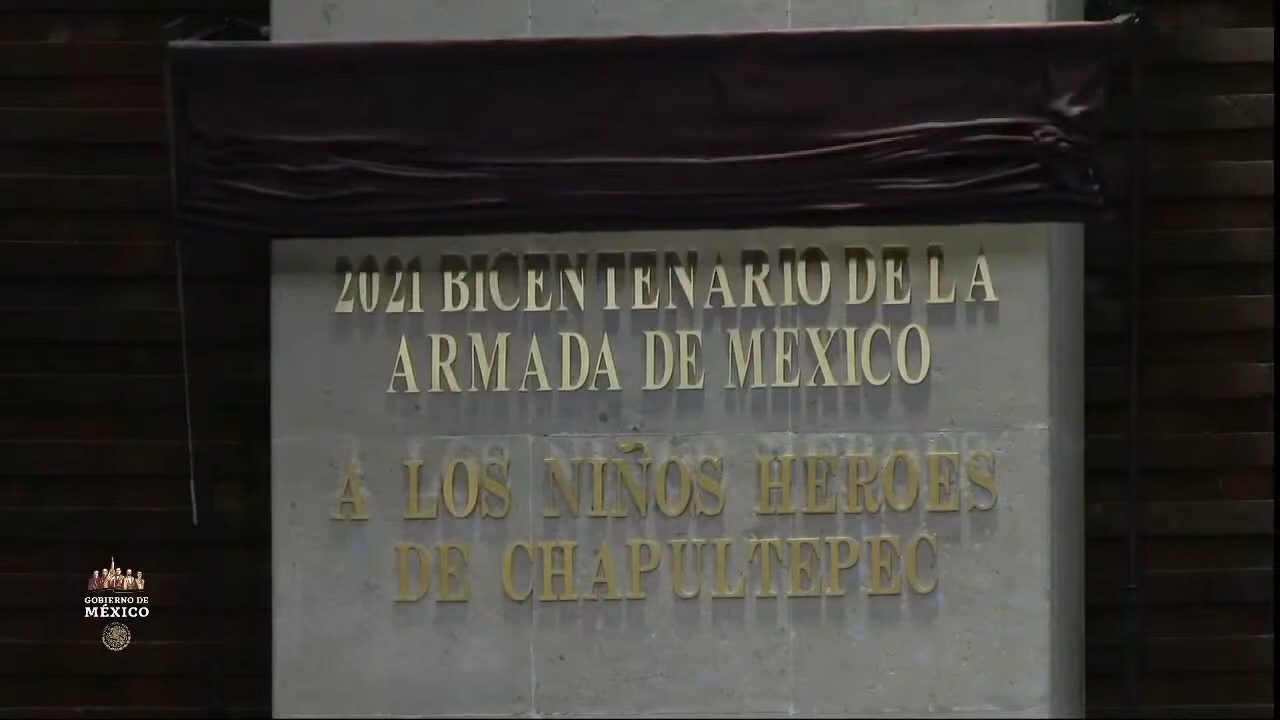 2021 BICENTENARIO DE LA
ARMADA DE MEXICO
A LOS NIÑOS HEROES
DE CHAPULTEPEC
GOBIERNO DE
MÉXICO